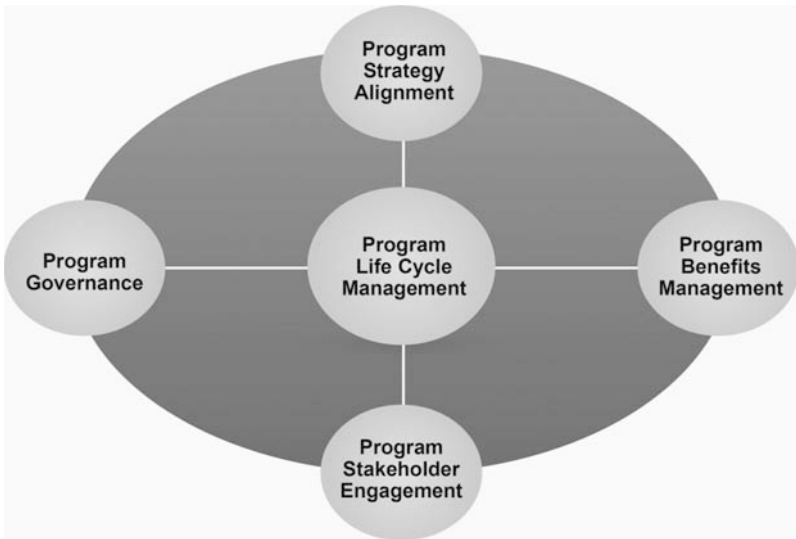 Program
Strategy
Alignment
Program
Governance
Program
Life Cycle
Management
Program
Benefits
Management
Program
Stakeholder
Engagement